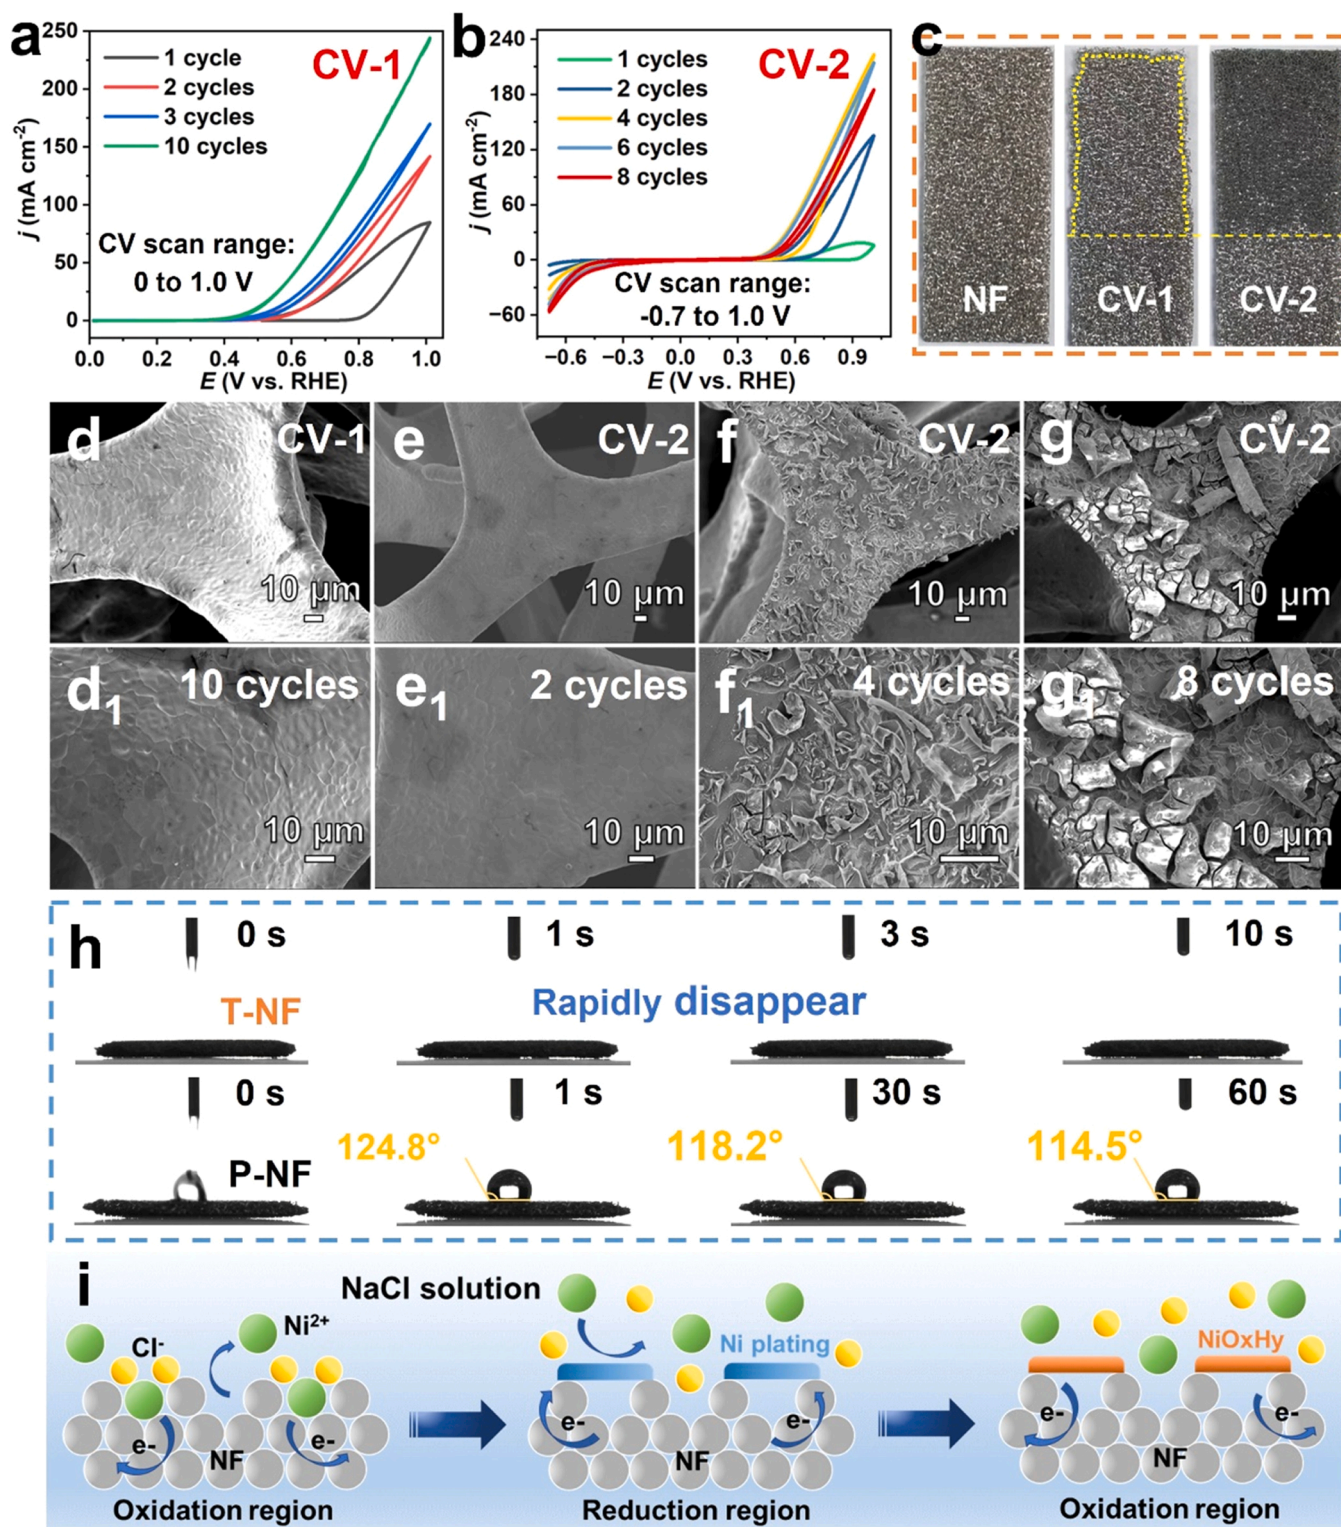 a
CV-1
1 cycle
2 cycles
3 cycles
10 cycles
CV scan range:
0 to 1.0 V
j (mA cm-2)
250
200
150
100
50
0
0.0 0.2 0.4 0.6 0.8 1.0
E (V vs. RHE)
b
CV-2
1 cycles
2 cycles
4 cycles
6 cycles
8 cycles
CV scan range:
-0.7 to 1.0 V
j (mA cm-2)
240
180
120
60
0
−60
−0.6 −0.3 0.0 0.3 0.6 0.9
E (V vs. RHE)
c
NF CV-1 CV-2
d CV-1
10 μm
e CV-2
10 μm
f CV-2
10 μm
g CV-2
10 μm
d1 10 cycles
10 μm
e1 2 cycles
10 μm
f1 4 cycles
10 μm
g1 8 cycles
10 μm
h
0 s 1 s 3 s 10 s
T-NF Rapidly disappear
0 s 1 s 30 s 60 s
P-NF 124.8° 118.2° 114.5°
i
NaCl solution
Cl-
Ni2+
e-
e-
NF
Oxidation region
Ni plating
e-
e-
NF
Reduction region
NiOxHy
e-
e-
NF
Oxidation region